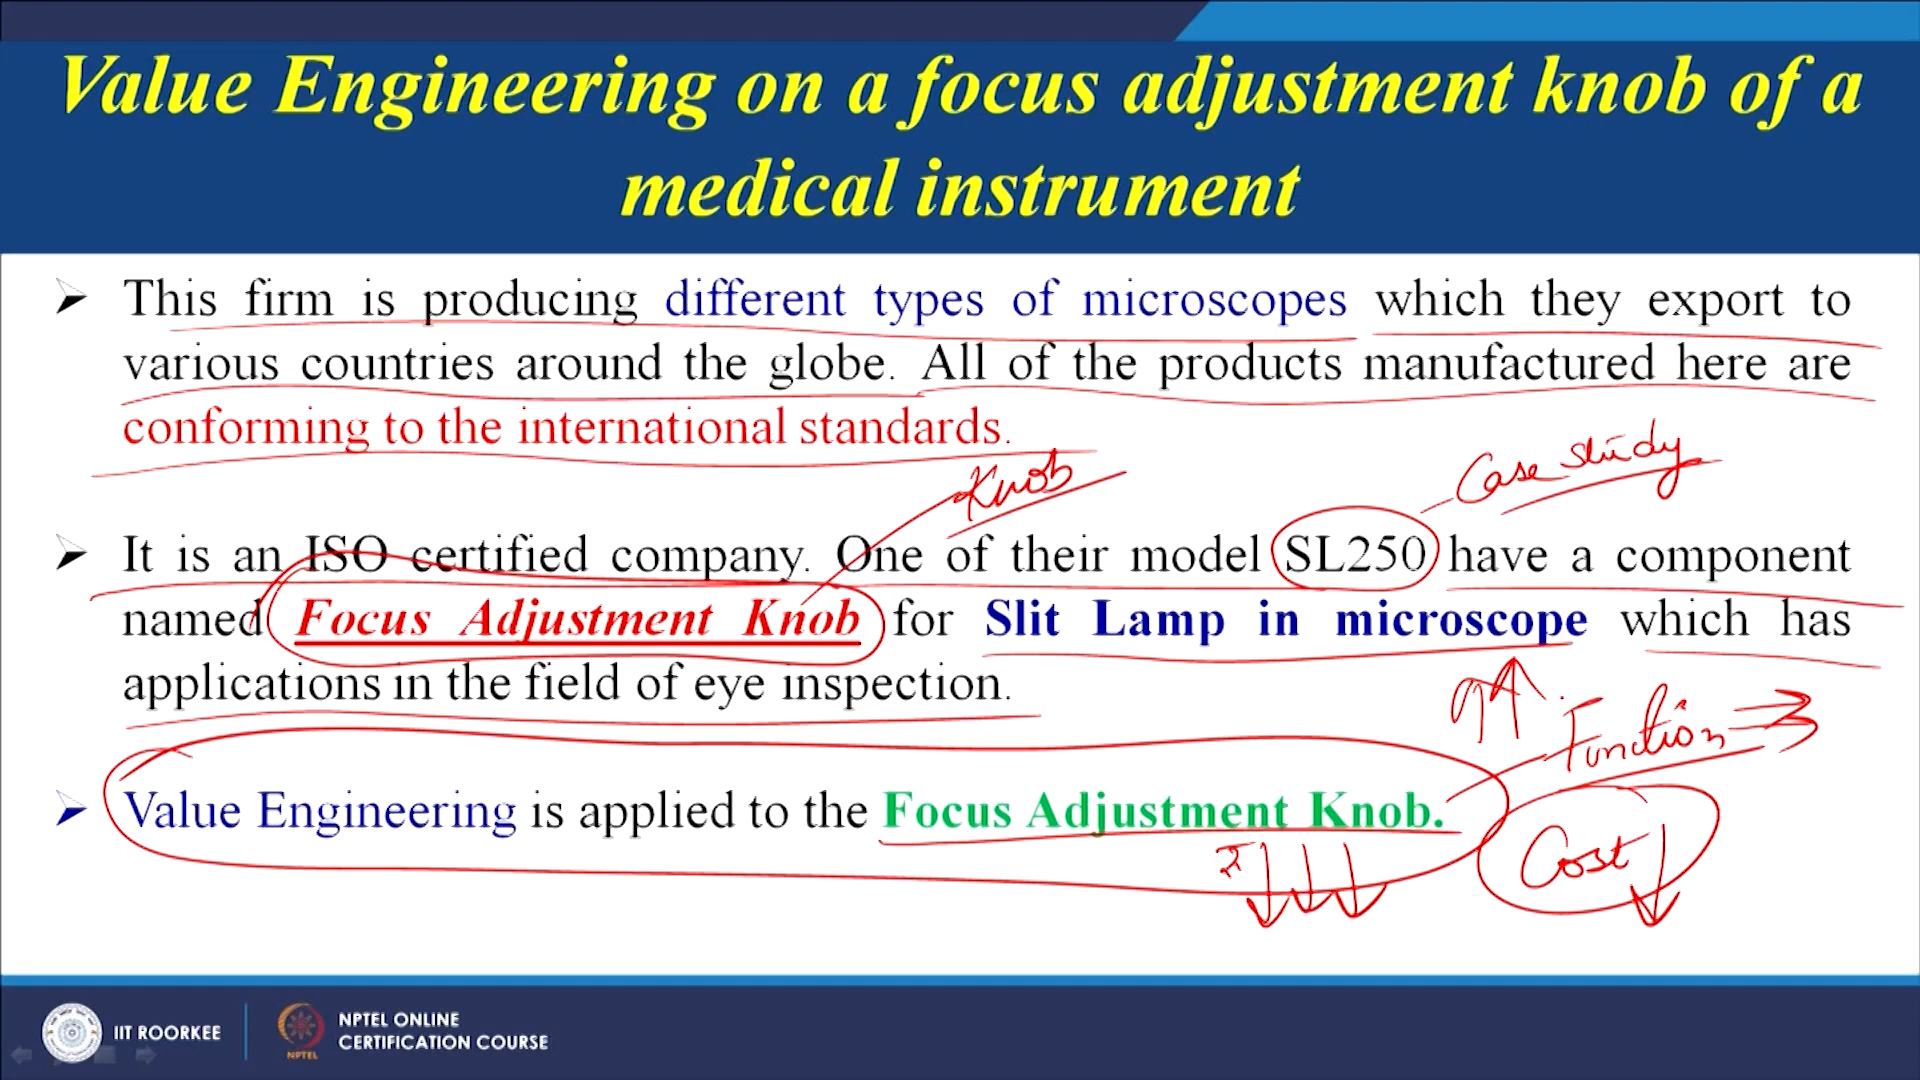 Value Engineering on a focus adjustment knob of a
medical instrument
This firm is producing different types of microscopes which they export to
various countries around the globe. All of the products manufactured here are
conforming to the international standards.
Knob
Case study
It is an ISO certified company. One of their model SL250 have a component
named Focus Adjustment Knob for Slit Lamp in microscope which has
applications in the field of eye inspection.
Function
Value Engineering is applied to the Focus Adjustment Knob.
₹
Cost
IIT ROORKEE
NPTEL
NPTEL ONLINE
CERTIFICATION COURSE